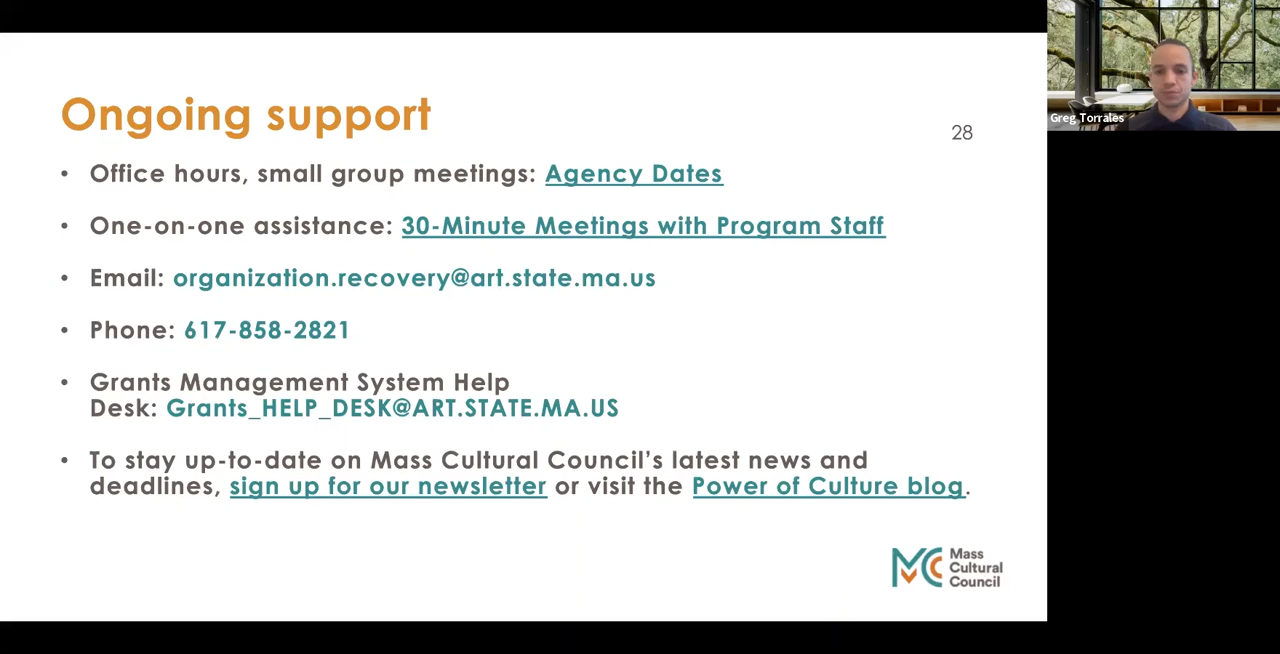 Ongoing support
28
• Office hours, small group meetings: Agency Dates
• One-on-one assistance: 30-Minute Meetings with Program Staff
• Email: organization.recovery@art.state.ma.us
• Phone: 617-858-2821
• Grants Management System Help
Desk: Grants_HELP_DESK@ART.STATE.MA.US
• To stay up-to-date on Mass Cultural Council’s latest news and
deadlines, sign up for our newsletter or visit the Power of Culture blog.
Mass
Cultural
Council
Greg Torrales